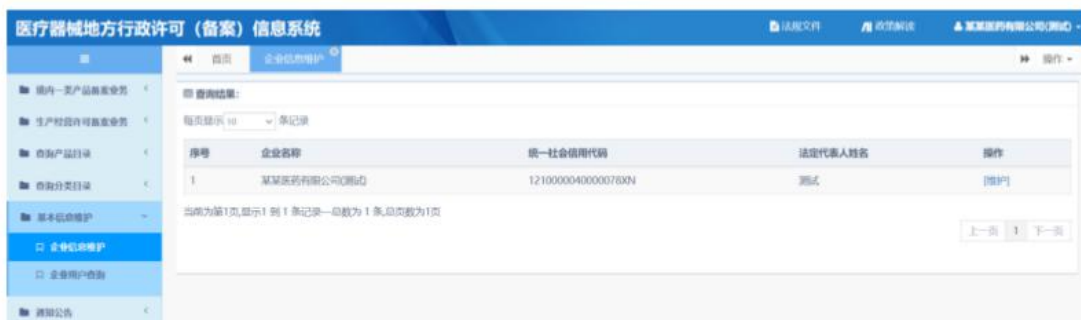 医疗器械地方行政许可（备案）信息系统
法规文件
政策解读
某某医药有限公司(测试)
首页
企业信息维护
操作
境内一类产品备案业务
生产经营许可备案业务
查询产品目录
查询分类目录
基本信息维护
企业信息维护
企业用户查询
通知公告
查询结果:
每页显示 10 条记录
序号 企业名称 统一社会信用代码 法定代表人姓名 操作
1 某某医药有限公司(测试) 1210000040000078XN 测试 [维护]
当前为第1页,显示1 到 1 条记录—总数为 1 条,总页数为1页
上一页 1 下一页